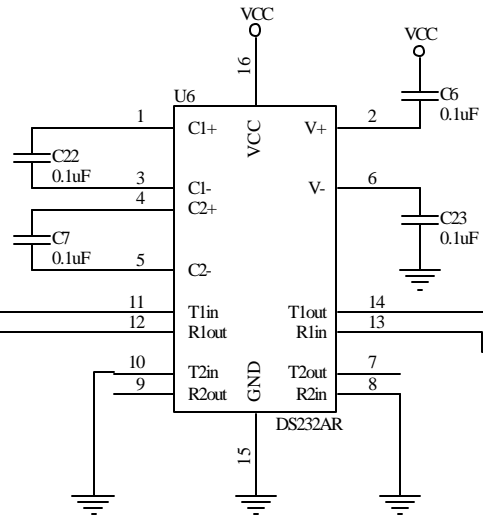 VCC
VCC
16
U6
C6
0.1uF
1
C1+
VCC
V+
2
C22
0.1uF
3
C1-
V-
6
4
C2+
C7
0.1uF
C23
0.1uF
5
C2-
11
T1in
T1out
14
12
R1out
R1in
13
10
T2in
T2out
7
9
R2out
GND
R2in
8
DS232AR
15